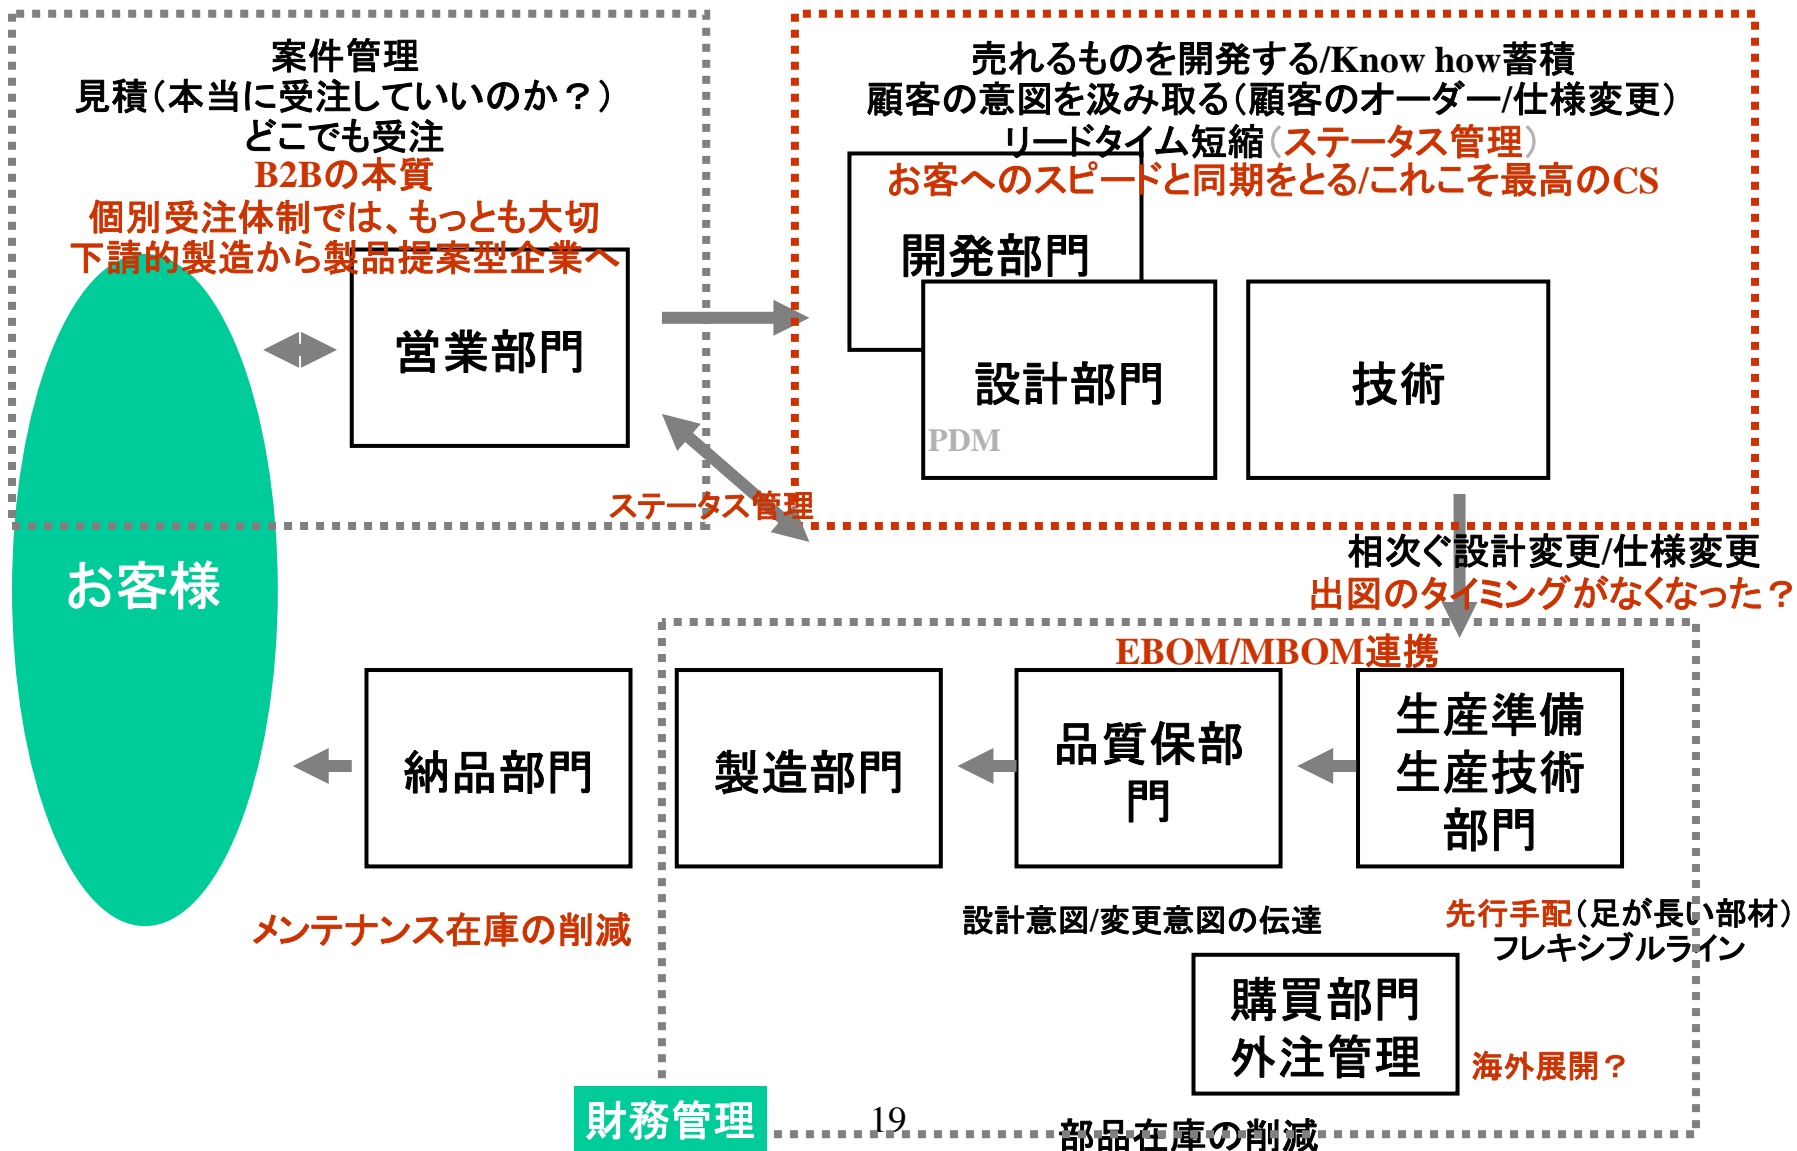 案件管理
見積（本当に受注していいのか？）
どこでも受注
B2Bの本質
個別受注体制では、もっとも大切
下請的製造から製品提案型企業へ
営業部門
売れるものを開発する/Know how蓄積
顧客の意図を汲み取る（顧客のオーダー/仕様変更）
リードタイム短縮（ステータス管理）
お客へのスピードと同期をとる/これこそ最高のCS
開発部門
設計部門
PDM
技術
ステータス管理
お客様
相次ぐ設計変更/仕様変更
出図のタイミングがなくなった？
EBOM/MBOM連携
納品部門
製造部門
品質保部
門
生産準備
生産技術
部門
メンテナンス在庫の削減
設計意図/変更意図の伝達
先行手配（足が長い部材）
フレキシブルライン
購買部門
外注管理
海外展開？
財務管理
19
部品在庫の削減